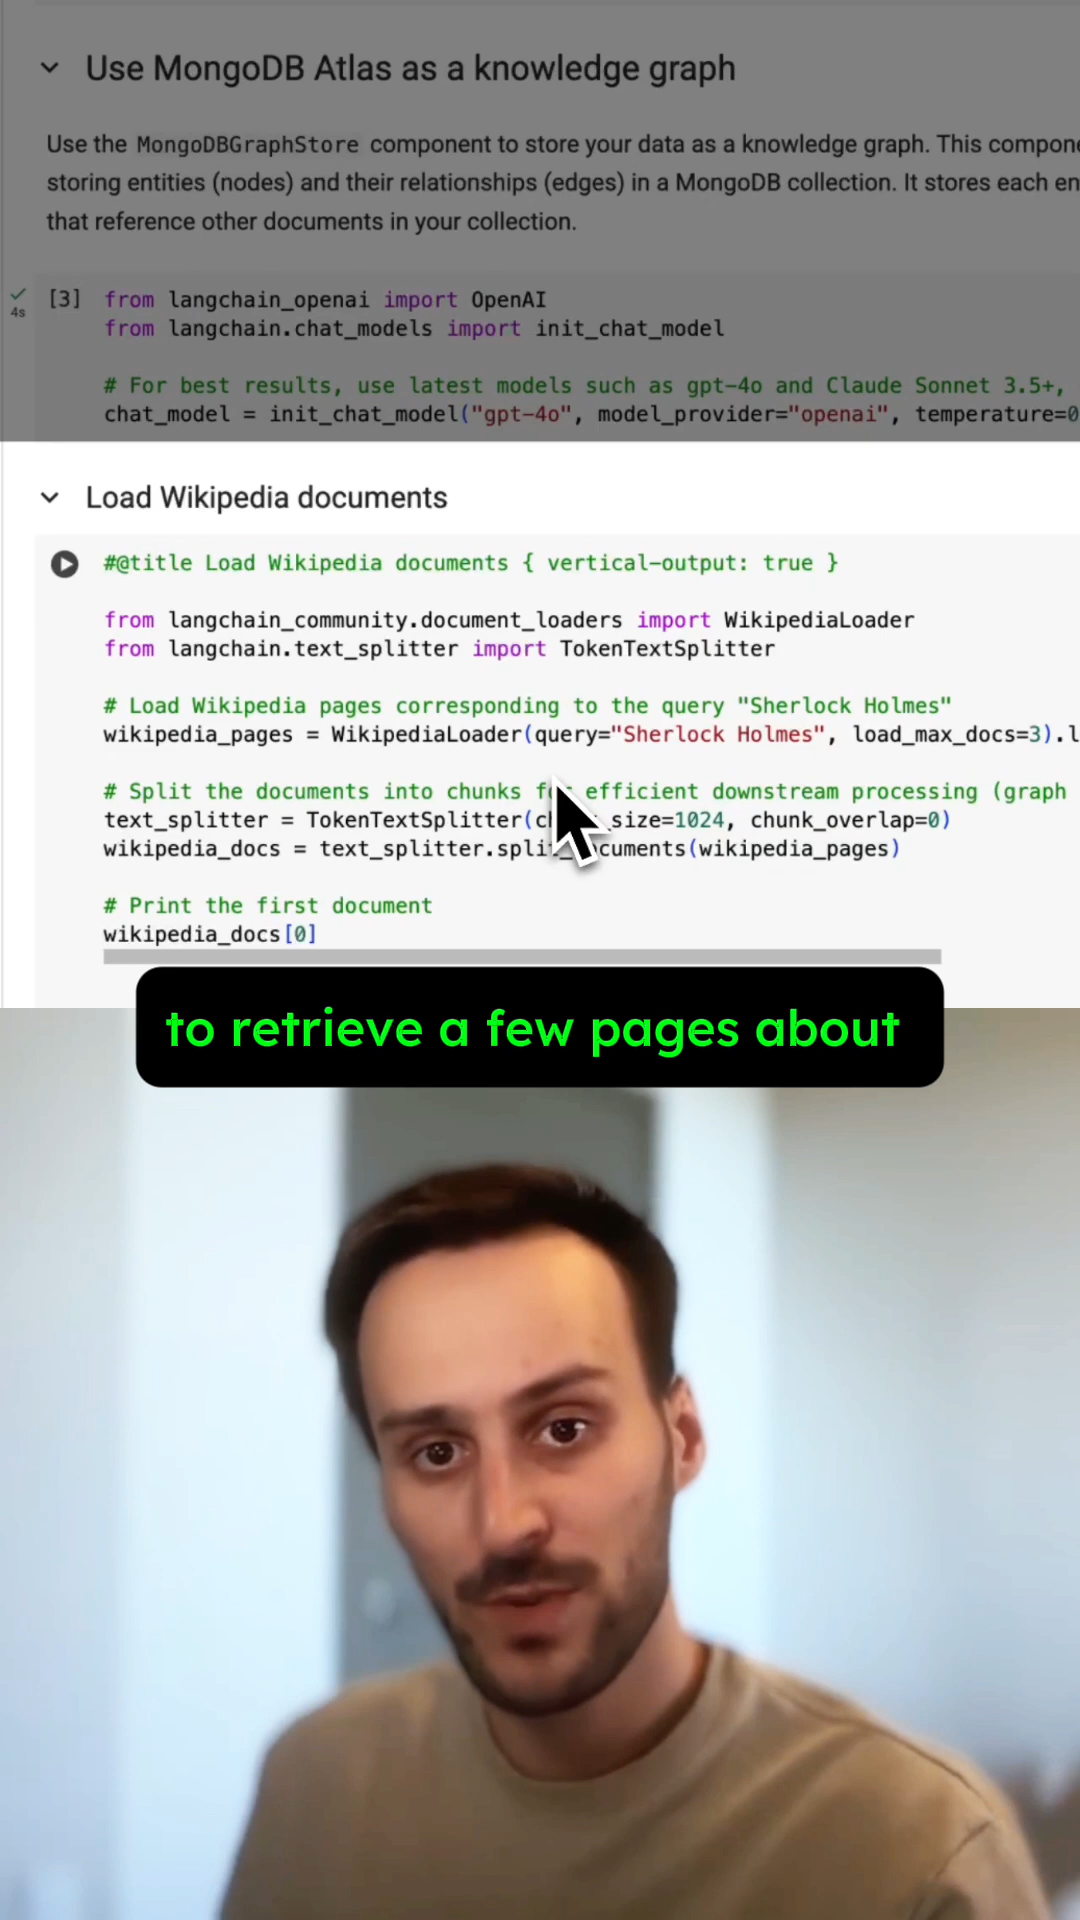 Use MongoDB Atlas as a knowledge graph
Use the MongoDBGraphStore component to store your data as a knowledge graph. This
storing entities (nodes) and their relationships (edges) in a MongoDB collection. It stores each
that reference other documents in your collection.
4s
[3] from langchain_openai import OpenAI
from langchain.chat_models import init_chat_model
# For best results, use latest models such as gpt-4o and Claude Sonnet 3.5+,
chat_model = init_chat_model("gpt-4o", model_provider="openai", temperature=0
Load Wikipedia documents
#@title Load Wikipedia documents { vertical-output: true }
from langchain_community.document_loaders import WikipediaLoader
from langchain.text_splitter import TokenTextSplitter
# Load Wikipedia pages corresponding to the query "Sherlock Holmes"
wikipedia_pages = WikipediaLoader(query="Sherlock Holmes", load_max_docs=3).l
# Split the documents into chunks for efficient downstream processing (graph
text_splitter = TokenTextSplitter(chunk_size=1024, chunk_overlap=0)
wikipedia_docs = text_splitter.split_documents(wikipedia_pages)
# Print the first document
wikipedia_docs[0]
to retrieve a few pages about